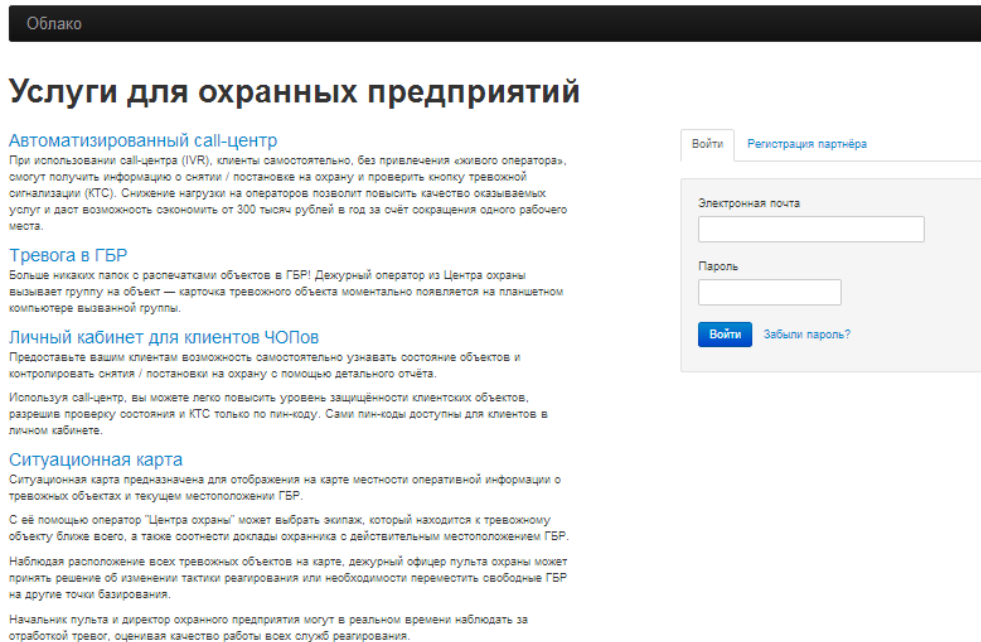 Облако
Услуги для охранных предприятий
Автоматизированный call-центр
При использовании call-центра (IVR), клиенты самостоятельно, без привлечения «живого оператора»,
смогут получить информацию о снятии / постановке на охрану и проверить кнопку тревожной
сигнализации (КТС). Снижение нагрузки на операторов позволит повысить качество оказываемых
услуг и даст возможность сэкономить от 300 тысяч рублей в год за счёт сокращения одного рабочего
места.
Тревога в ГБР
Больше никаких папок с распечатками объектов в ГБР! Дежурный оператор из Центра охраны
вызывает группу на объект — карточка тревожного объекта моментально появляется на планшетном
компьютере вызванной группы.
Личный кабинет для клиентов ЧОПов
Предоставьте вашим клиентам возможность самостоятельно узнавать состояние объектов и
контролировать снятия / постановки на охрану с помощью детального отчёта.
Используя call-центр, вы можете легко повысить уровень защищённости клиентских объектов,
разрешив проверку состояния и КТС только по пин-коду. Сами пин-коды доступны для клиентов в
личном кабинете.
Ситуационная карта
Ситуационная карта предназначена для отображения на карте местности оперативной информации о
тревожных объектах и текущем местоположении ГБР.
С её помощью оператор "Центра охраны" может выбрать экипаж, который находится к тревожному
объекту ближе всего, а также соотнести доклады охранника с действительным местоположением ГБР.
Наблюдая расположение всех тревожных объектов на карте, дежурный офицер пульта охраны может
принять решение об изменении тактики реагирования или необходимости переместить свободные ГБР
на другие точки базирования.
Начальник пульта и директор охранного предприятия могут в реальном времени наблюдать за
отработкой тревог, оценивая качество работы всех служб реагирования.
Войти
Регистрация партнёра
Электронная почта
Пароль
Войти
Забыли пароль?